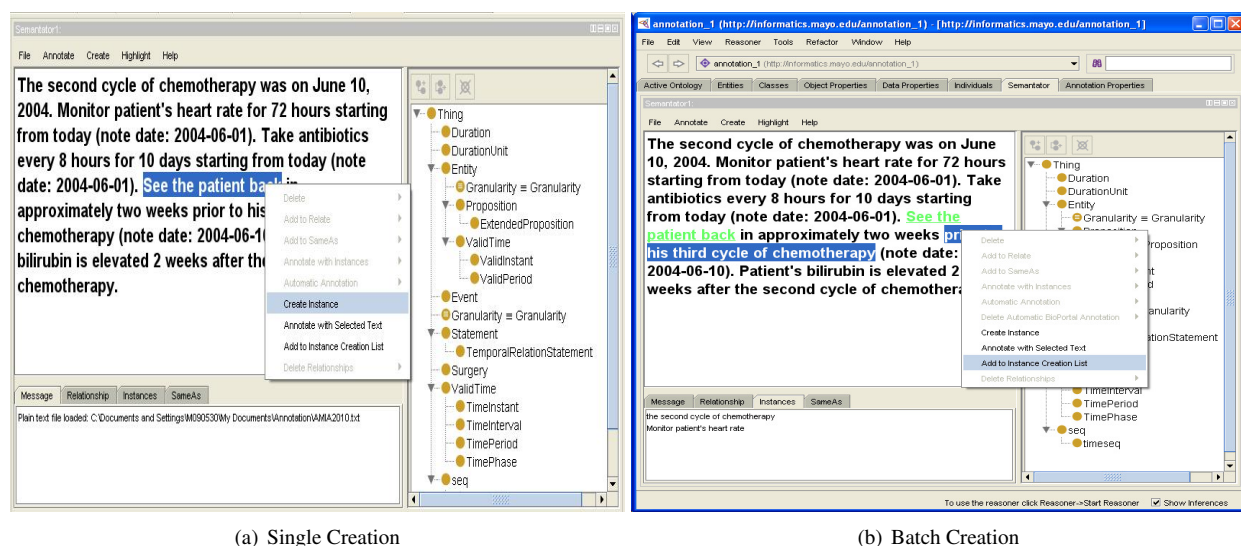 Semantator1:
File Annotate Create Highlight Help
The second cycle of chemotherapy was on June 10,
2004. Monitor patient's heart rate for 72 hours starting
from today (note date: 2004-06-01). Take antibiotics
every 8 hours for 10 days starting from today (note
date: 2004-06-01). See the patient back in
approximately two weeks prior to his
chemotherapy (note date: 2004-06-1
bilirubin is elevated 2 weeks after the
chemotherapy.
Delete
Add to Relate
Add to SameAs
Annotate with Instances
Automatic Annotation
Create Instance
Annotate with Selected Text
Add to Instance Creation List
Delete Relationships
Message Relationship Instances SameAs
Plain text file loaded: C:\Documents and Settings\M090530\My Documents\Annotation\AMIA2010.txt
Thing
Duration
DurationUnit
Entity
Granularity ≡ Granularity
Proposition
ExtendedProposition
ValidTime
ValidInstant
ValidPeriod
Event
Granularity ≡ Granularity
Statement
TemporalRelationStatement
Surgery
ValidTime
TimeInstant
TimeInterval
TimePeriod
TimePhase
seq
(a) Single Creation
annotation_1 (http://informatics.mayo.edu/annotation_1) - [http://informatics.mayo.edu/annotation_1]
File Edit View Reasoner Tools Refactor Window Help
annotation_1 (http://informatics.mayo.edu/annotation_1)
Active Ontology Entities Classes Object Properties Data Properties Individuals Semantator Annotation Properties
Semantator1:
File Annotate Create Highlight Help
The second cycle of chemotherapy was on June
10, 2004. Monitor patient's heart rate for 72 hours
starting from today (note date: 2004-06-01). Take
antibiotics every 8 hours for 10 days starting
from today (note date: 2004-06-01). See the
patient back in approximately two weeks
his third cycle of chemotherapy (note date:
2004-06-10). Patient's bilirubin is elevated 2
weeks after the second cycle of chemothera
Delete
Add to Relate
Add to SameAs
Annotate with Instances
Automatic Annotation
Delete Automatic BioPortal Annotation
Create Instance
Annotate with Selected Text
Add to Instance Creation List
Delete Relationships
Message Relationship Instances SameAs
the second cycle of chemotherapy
Monitor patient's heart rate
Thing
Duration
DurationUnit
Entity
Granularity ≡ Granularity
Proposition
TimeInterval
TimePeriod
TimePhase
seq
timeseq
To use the reasoner click Reasoner->Start Reasoner Show Inferences
(b) Batch Creation